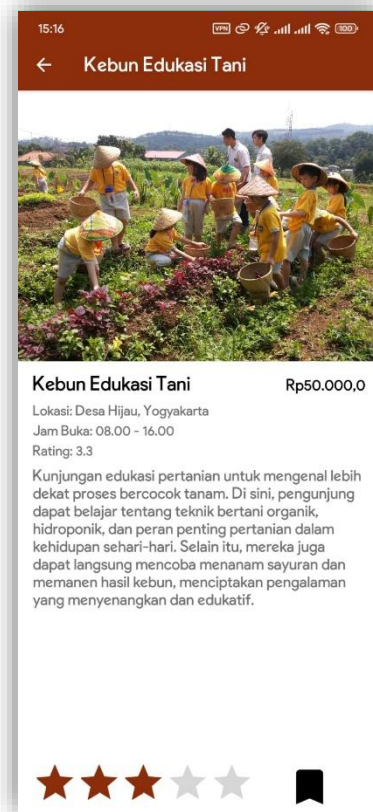 15:16
VPN
100
Kebun Edukasi Tani
Kebun Edukasi Tani
Rp50.000,0
Lokasi: Desa Hijau, Yogyakarta
Jam Buka: 08.00 - 16.00
Rating: 3.3
Kunjungan edukasi pertanian untuk mengenal lebih
dekat proses bercocok tanam. Di sini, pengunjung
dapat belajar tentang teknik bertani organik,
hidroponik, dan peran penting pertanian dalam
kehidupan sehari-hari. Selain itu, mereka juga
dapat langsung mencoba menanam sayuran dan
memanen hasil kebun, menciptakan pengalaman
yang menyenangkan dan edukatif.